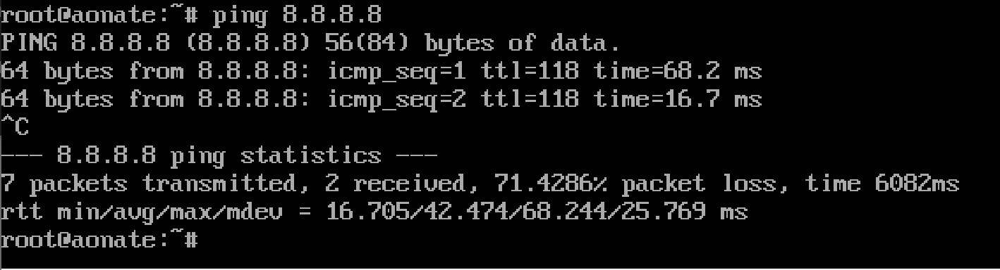 root@aonate:~# ping 8.8.8.8
PING 8.8.8.8 (8.8.8.8) 56(84) bytes of data.
64 bytes from 8.8.8.8: icmp_seq=1 ttl=118 time=68.2 ms
64 bytes from 8.8.8.8: icmp_seq=2 ttl=118 time=16.7 ms
^C
--- 8.8.8.8 ping statistics ---
7 packets transmitted, 2 received, 71.4286% packet loss, time 6082ms
rtt min/avg/max/mdev = 16.705/42.474/68.244/25.769 ms
root@aonate:~#